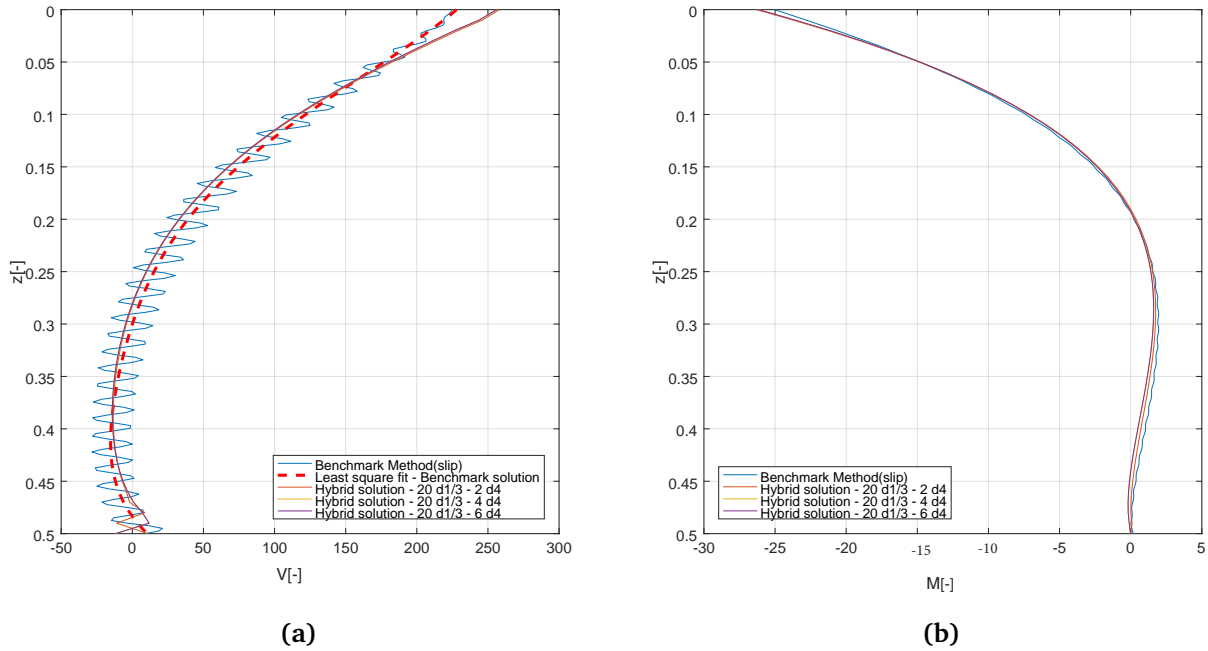 0
0.05
0.1
0.15
0.2
0.25
0.3
0.35
0.4
0.45
0.5
z[-]
-50 0 50 100 150 200 250 300
V[-]
Benchmark Method(slip)
Least square fit - Benchmark solution
Hybrid solution - 20 d1/3 - 2 d4
Hybrid solution - 20 d1/3 - 4 d4
Hybrid solution - 20 d1/3 - 6 d4
(a)
0
0.05
0.1
0.15
0.2
0.25
0.3
0.35
0.4
0.45
0.5
z[-]
-30 -25 -20 -15 -10 -5 0 5
M[-]
Benchmark Method(slip)
Hybrid solution - 20 d1/3 - 2 d4
Hybrid solution - 20 d1/3 - 4 d4
Hybrid solution - 20 d1/3 - 6 d4
(b)